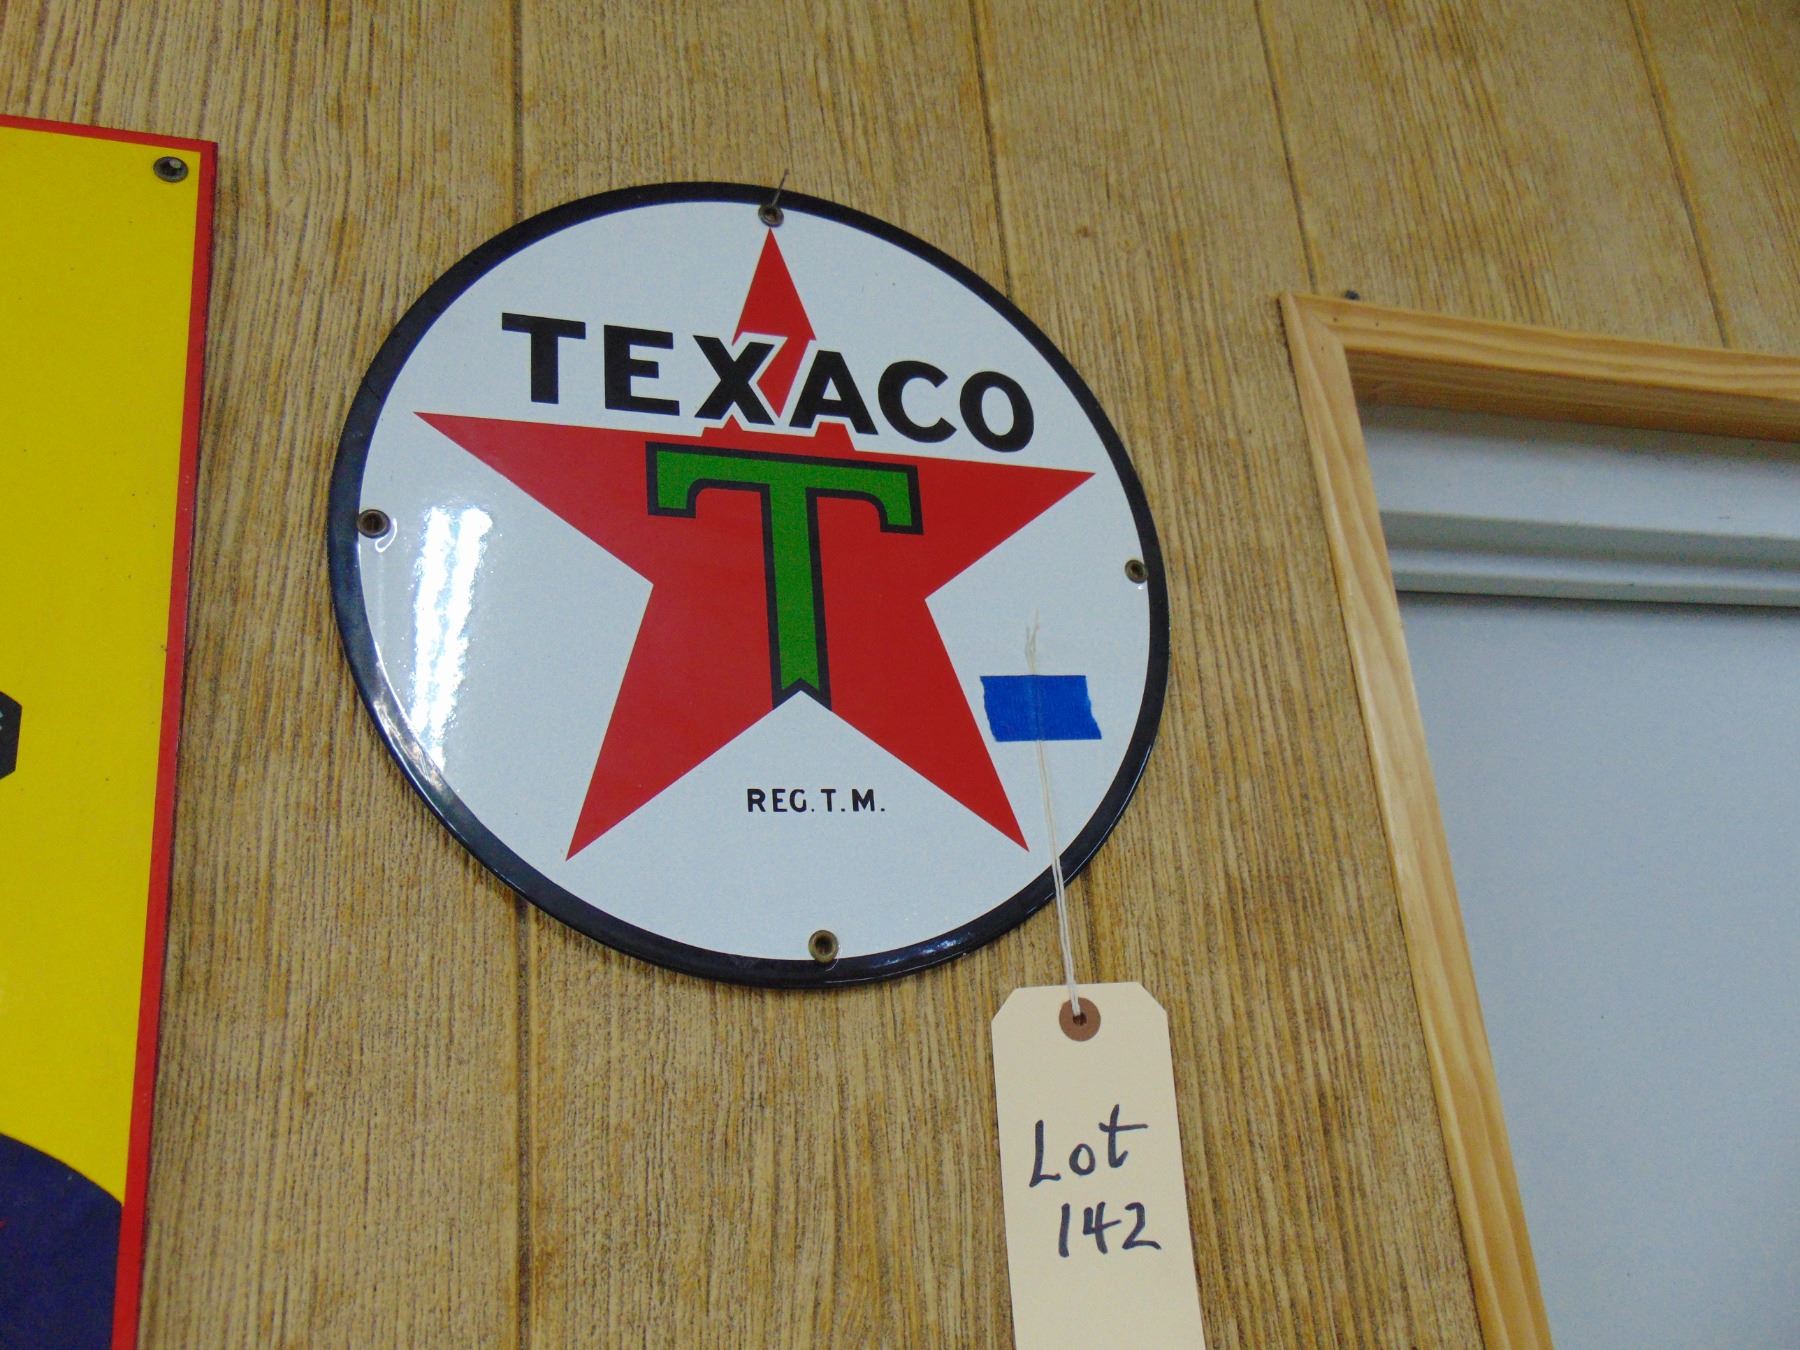 TEXACO
T
REG. T.M.
Lot
142